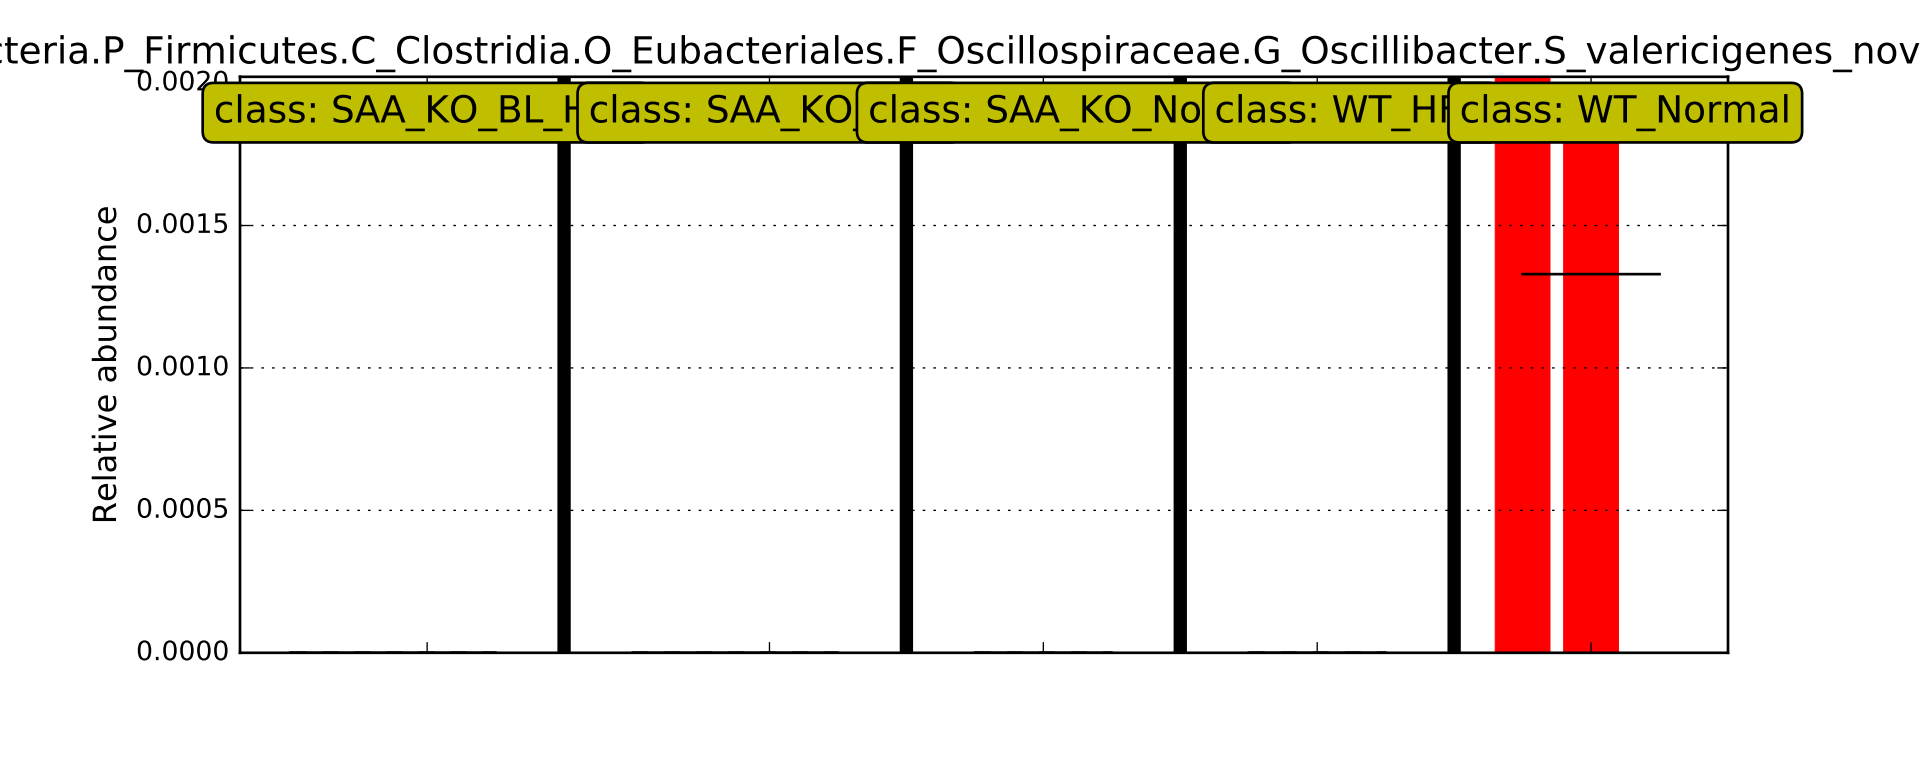 cteria.P_Firmicutes.C_Clostridia.O_Eubacteriales.F_Oscillospiraceae.G_Oscillibacter.S_valericigenes_nov
0.0020
class: SAA_KO_BL_H class: SAA_KO_ class: SAA_KO_No class: WT_HF class: WT_Normal
0.0015
0.0010
0.0005
0.0000
Relative abundance